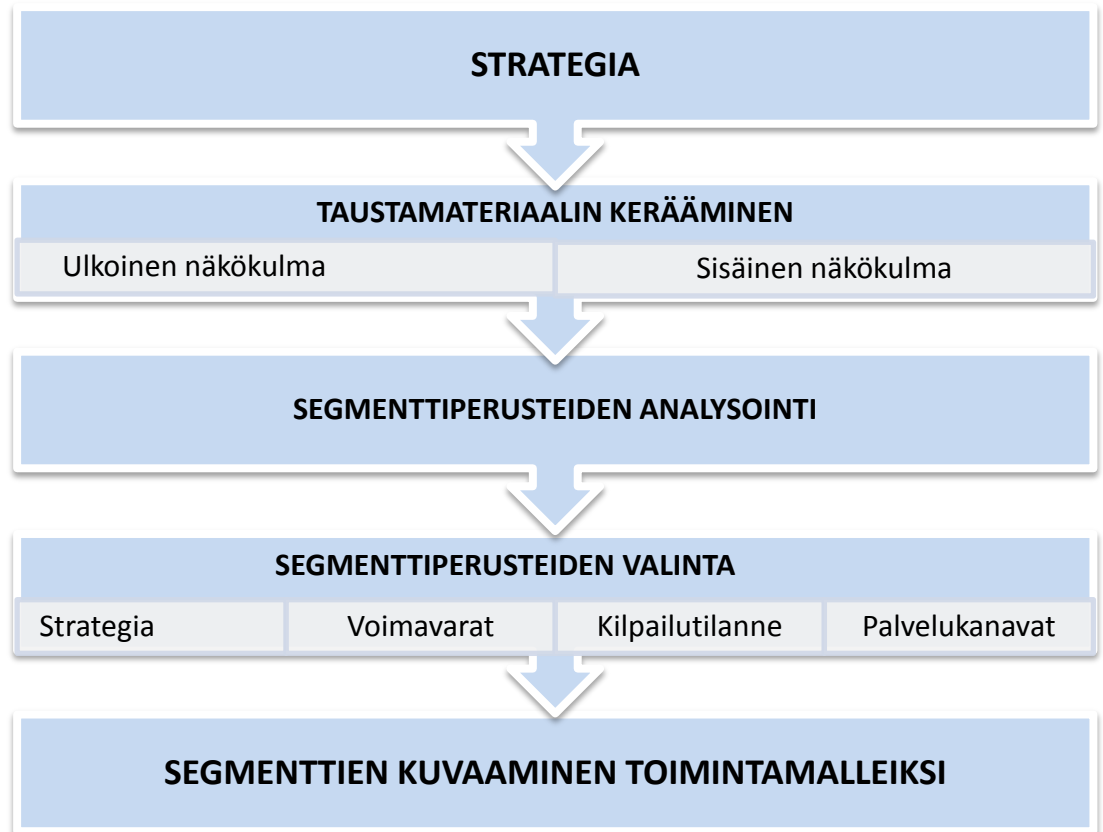 STRATEGIA
TAUSTAMATERIAALIN KERÄÄMINEN
Ulkoinen näkökulma
Sisäinen näkökulma
SEGMENTTIPERUSTEIDEN ANALYSOINTI
SEGMENTTIPERUSTEIDEN VALINTA
Strategia
Voimavarat
Kilpailutilanne
Palvelukanavat
SEGMENTTIEN KUVAAMINEN TOIMINTAMALLEIKSI